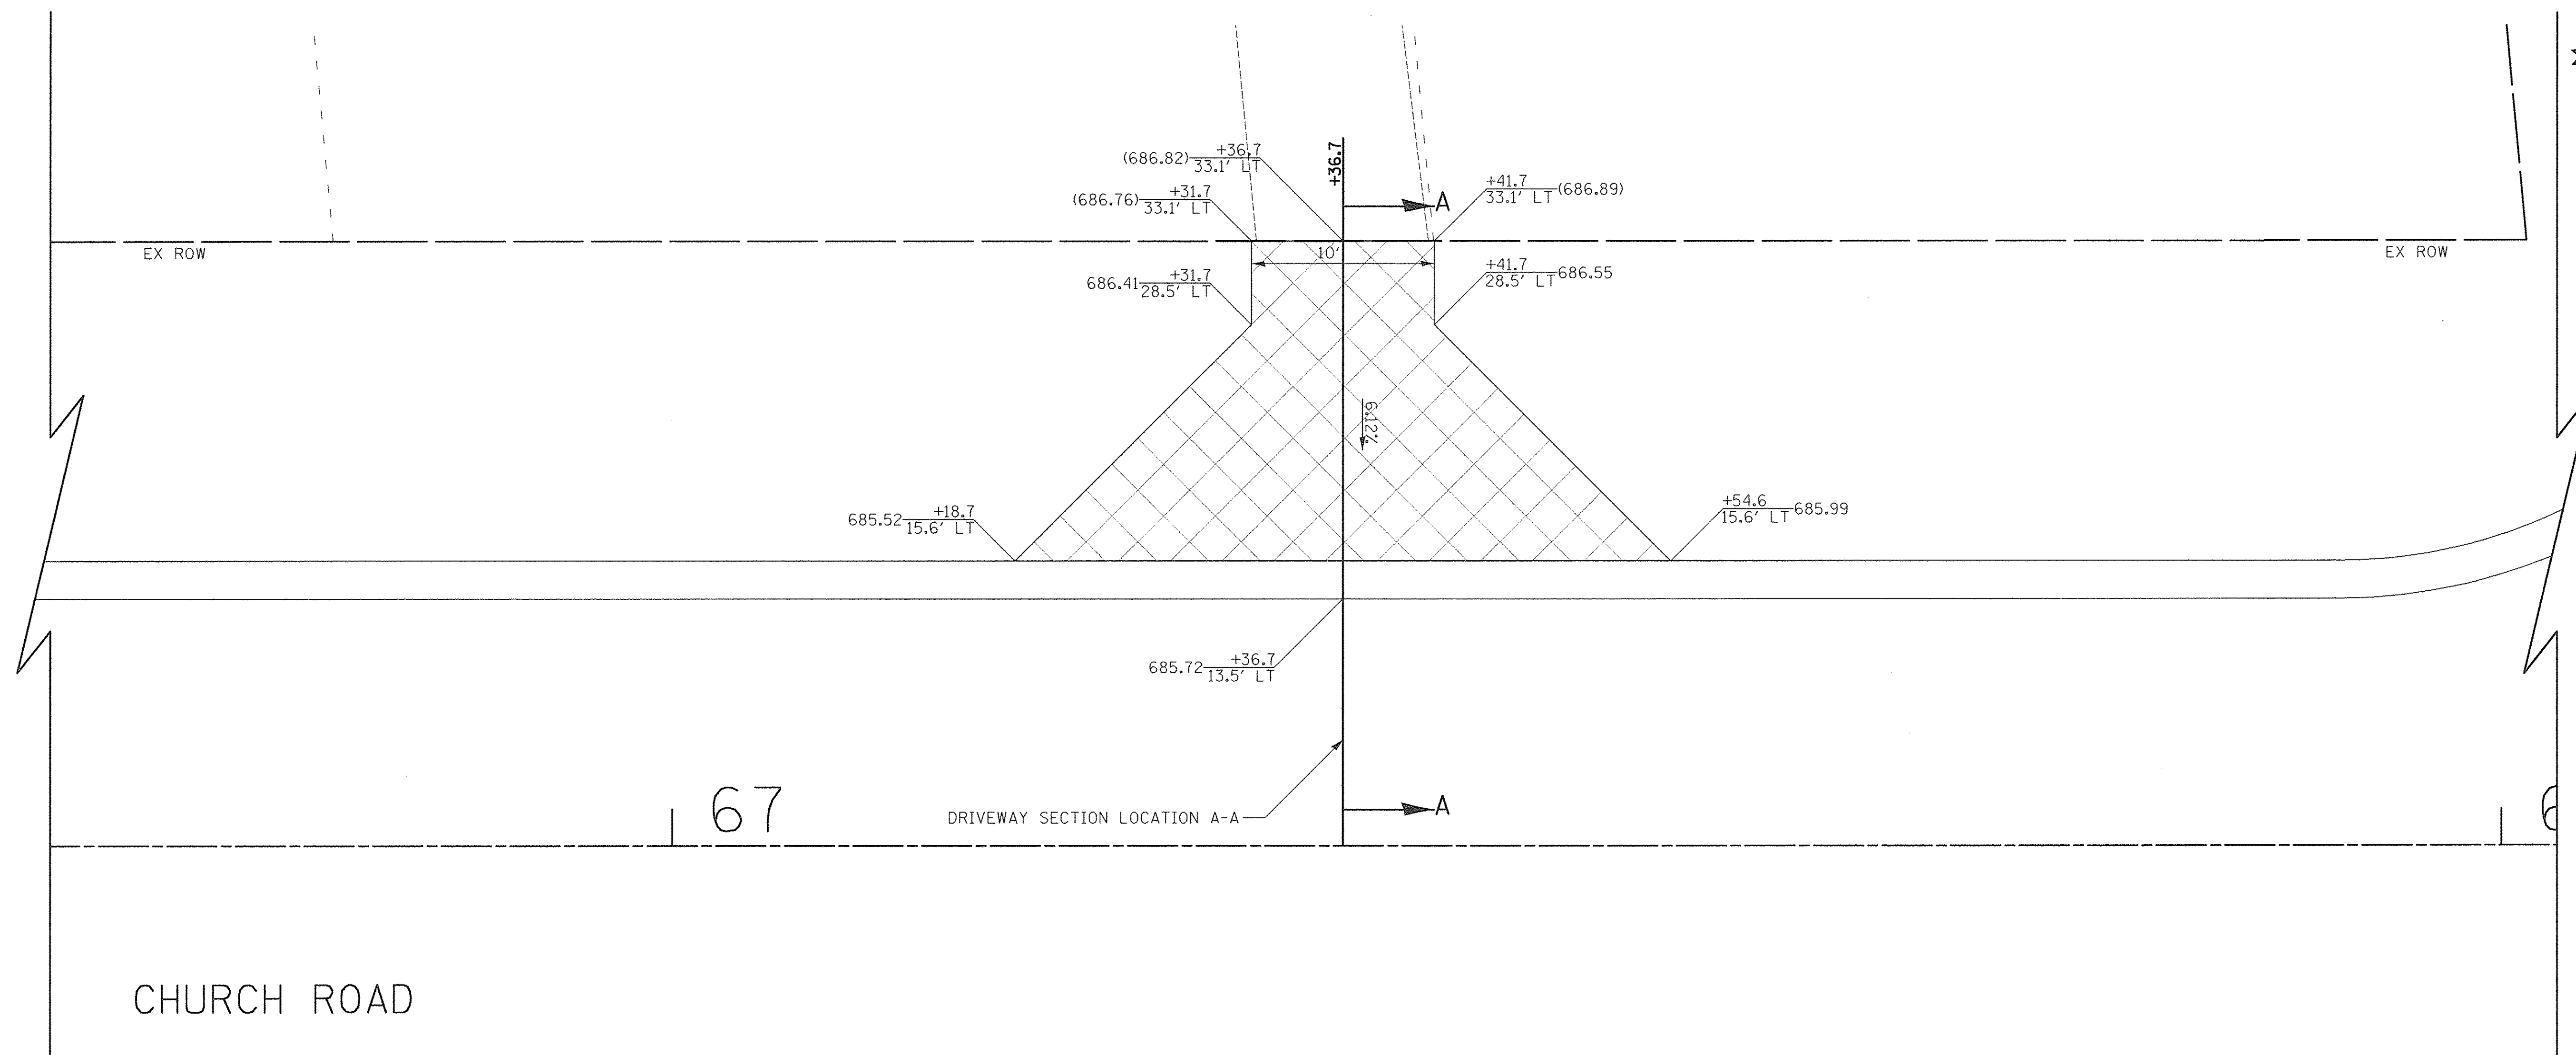 +36.7
(686.82) +36.7
33.1' LT
(686.76) +31.7
33.1' LT
+41.7
33.1' LT (686.89)
A
EX ROW
EX ROW
10'
686.41 +31.7
28.5' LT
+41.7
28.5' LT 686.55
6.12%
685.52 +18.7
15.6' LT
+54.6
15.6' LT 685.99
685.72 +36.7
13.5' LT
67
DRIVEWAY SECTION LOCATION A-A
A
CHURCH ROAD